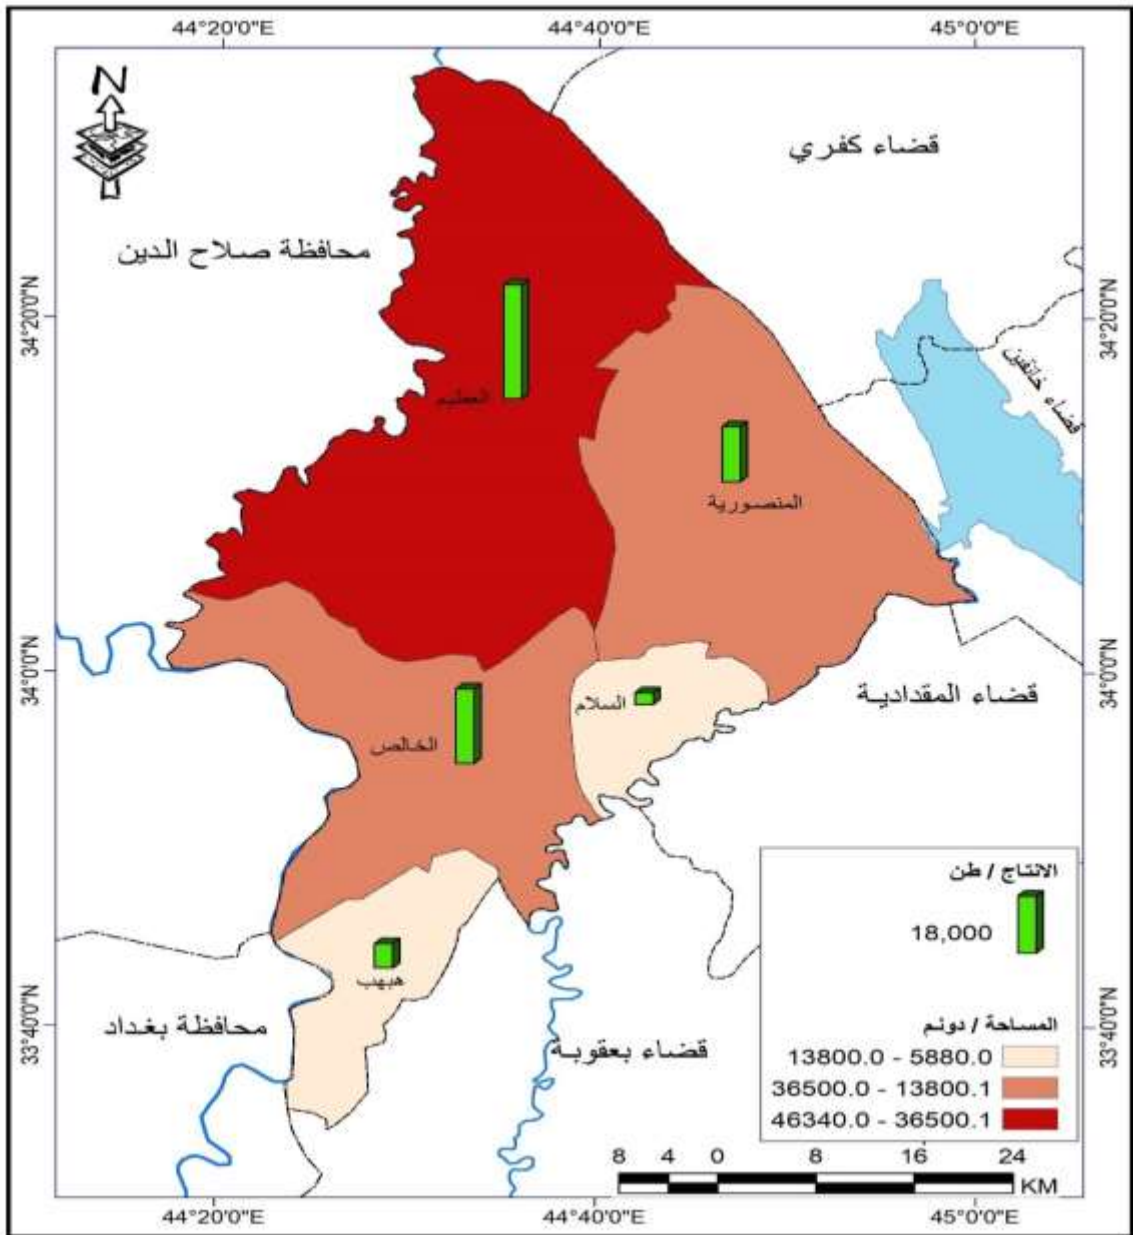 44°20'0"E
44°40'0"E
45°0'0"E
N
قضاء كفري
محافظة صلاح الدين
34°20'0"N
34°20'0"N
قضاء خانقين
العظيم
المنصورية
34°0'0"N
34°0'0"N
قضاء المقدادية
السلام
الخالص
هبهب
محافظة بغداد
قضاء بعقوبة
33°40'0"N
33°40'0"N
الانتاج / طن
18,000
المساحة / دونم
13800.0 - 5880.0
36500.0 - 13800.1
46340.0 - 36500.1
8 4 0 8 16 24
KM
44°20'0"E
44°40'0"E
45°0'0"E